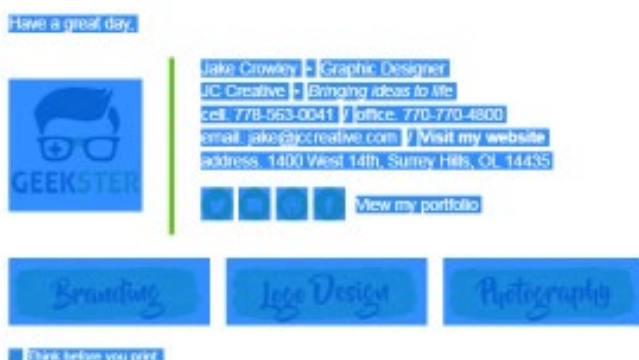 Have a great day,
Jake Crowley - Graphic Designer
JC Creative - Bringing ideas to life
cell. 778-563-0041 / office. 770-770-4800
email. jake@jccreative.com / Visit my website
address. 1400 West 14th, Surrey Hills, OL 14435
GEEKSTER
View my portfolio
Branding
Logo Design
Photography
Think before you print